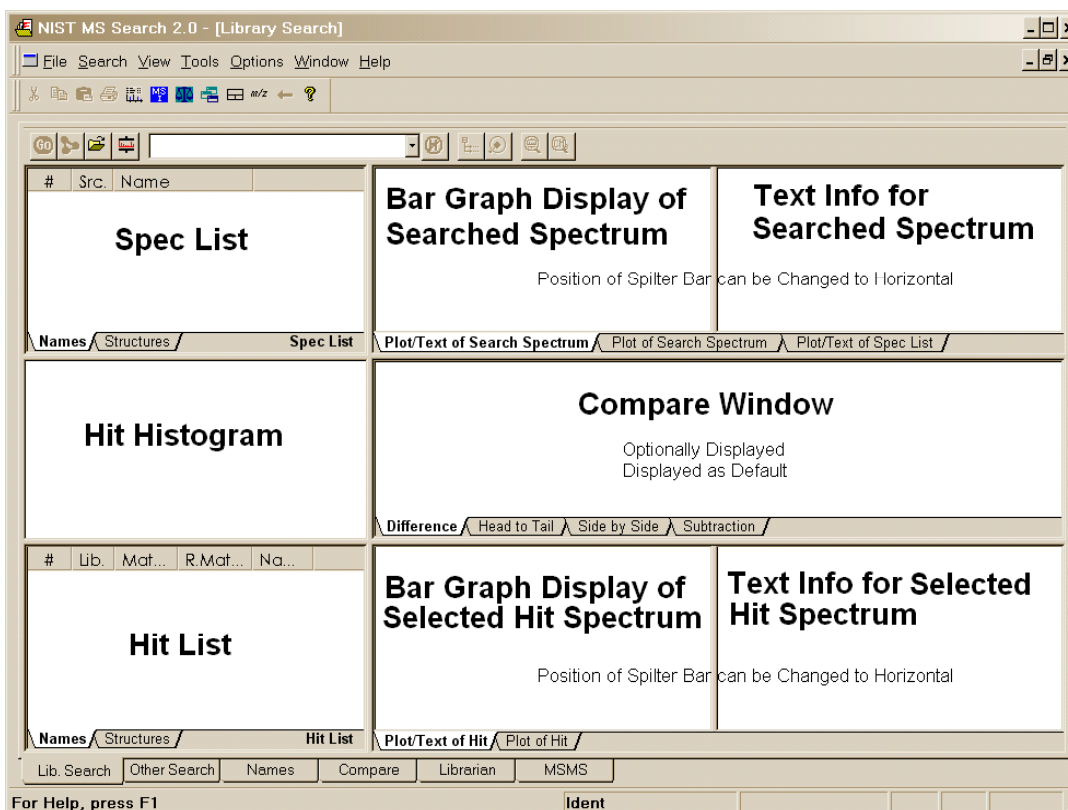 NIST MS Search 2.0 - [Library Search]
File Search View Tools Options Window Help
MS
m/z
?
GO
# Src. Name
Spec List
Names Structures Spec List
Bar Graph Display of
Searched Spectrum
Text Info for
Searched Spectrum
Position of Spilter Bar can be Changed to Horizontal
Plot/Text of Search Spectrum Plot of Search Spectrum Plot/Text of Spec List
Hit Histogram
Compare Window
Optionally Displayed
Displayed as Default
Difference Head to Tail Side by Side Subtraction
# Lib. Mat... R.Mat... Na...
Hit List
Names Structures Hit List
Bar Graph Display of
Selected Hit Spectrum
Text Info for Selected
Hit Spectrum
Position of Spilter Bar can be Changed to Horizontal
Plot/Text of Hit Plot of Hit
Lib. Search Other Search Names Compare Librarian MSMS
For Help, press F1 Ident